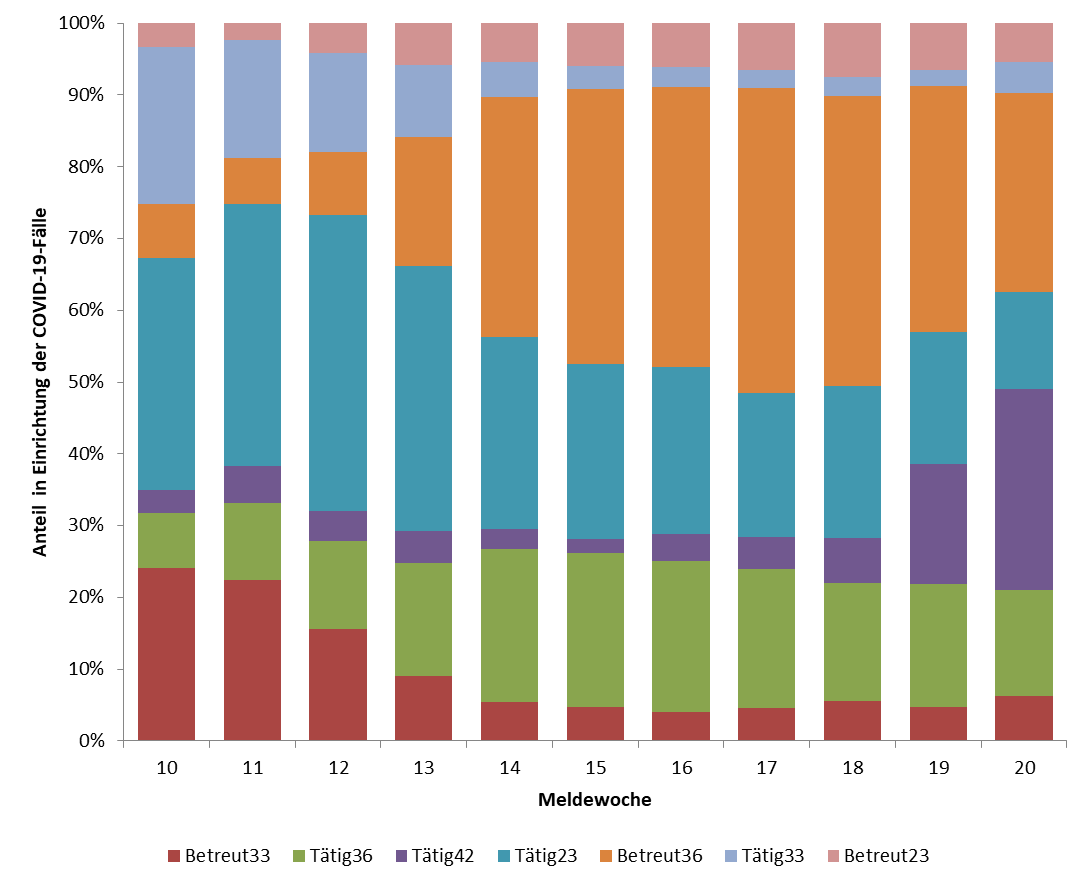 100%
90%
80%
70%
60%
50%
40%
30%
20%
10%
0%
Anteil in Einrichtung der COVID-19-Fälle
10 11 12 13 14 15 16 17 18 19 20
Meldewoche
Betreut33 Tätig36 Tätig42 Tätig23 Betreut36 Tätig33 Betreut23